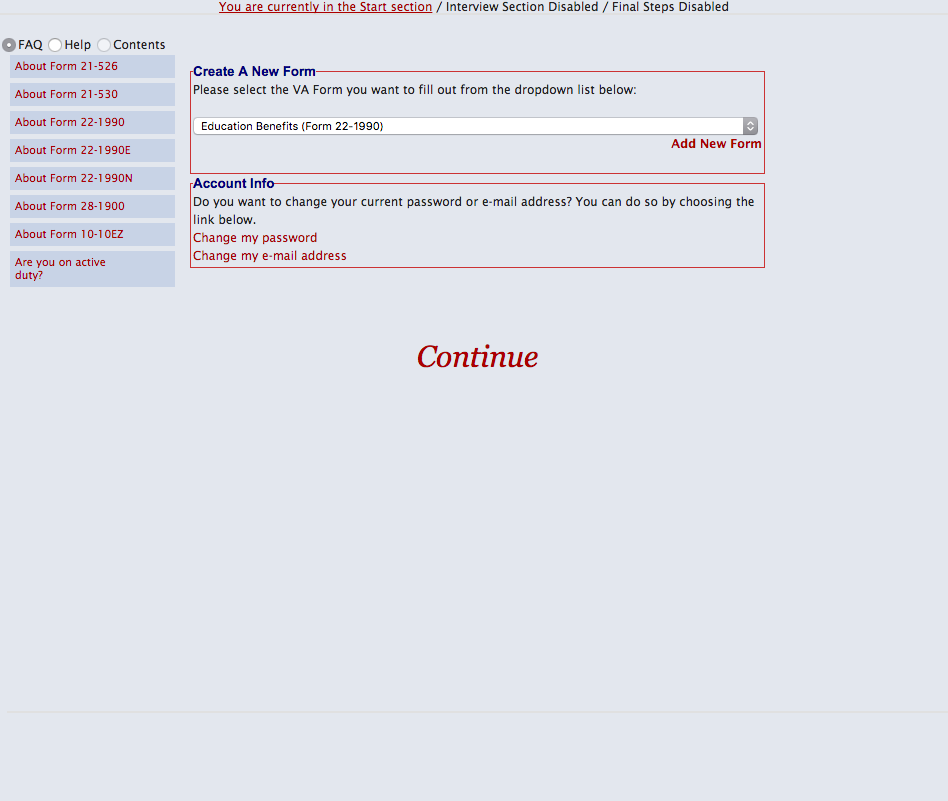 You are currently in the Start section / Interview Section Disabled / Final Steps Disabled
FAQ Help Contents
About Form 21-526
About Form 21-530
About Form 22-1990
About Form 22-1990E
About Form 22-1990N
About Form 28-1900
About Form 10-10EZ
Are you on active
duty?
Create A New Form
Please select the VA Form you want to fill out from the dropdown list below:
Education Benefits (Form 22-1990)
Add New Form
Account Info
Do you want to change your current password or e-mail address? You can do so by choosing the
link below.
Change my password
Change my e-mail address
Continue